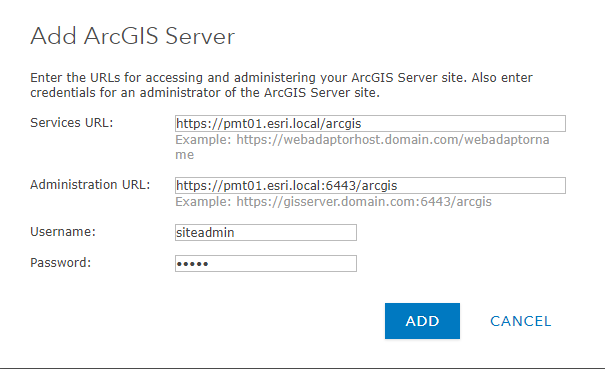 Add ArcGIS Server
Enter the URLs for accessing and administering your ArcGIS Server site. Also enter
credentials for an administrator of the ArcGIS Server site.
Services URL: https://pmt01.esri.local/arcgis
Example: https://webadaptorhost.domain.com/webadaptorna
me
Administration URL: https://pmt01.esri.local:6443/arcgis
Example: https://gisserver.domain.com:6443/arcgis
Username: siteadmin
Password: •••••
ADD CANCEL